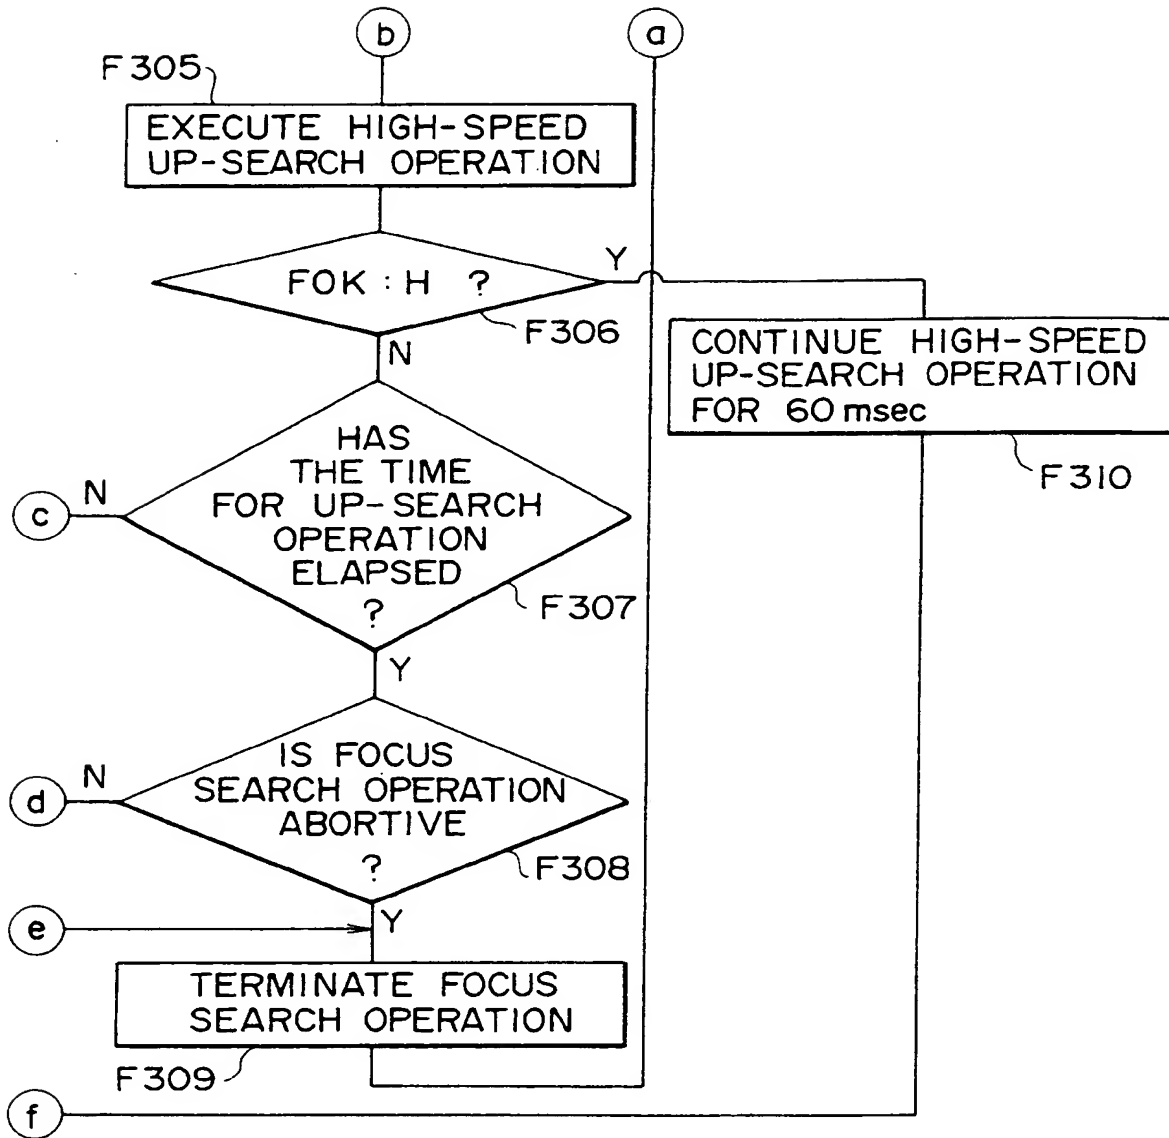 b
a
F305
EXECUTE HIGH-SPEED
UP-SEARCH OPERATION
FOK : H ?
Y
F306
N
CONTINUE HIGH-SPEED
UP-SEARCH OPERATION
FOR 60 msec
F310
HAS
THE TIME
FOR UP-SEARCH
OPERATION
ELAPSED
?
N
c
F307
Y
IS FOCUS
SEARCH OPERATION
ABORTIVE
?
N
d
F308
Y
e
TERMINATE FOCUS
SEARCH OPERATION
F309
f